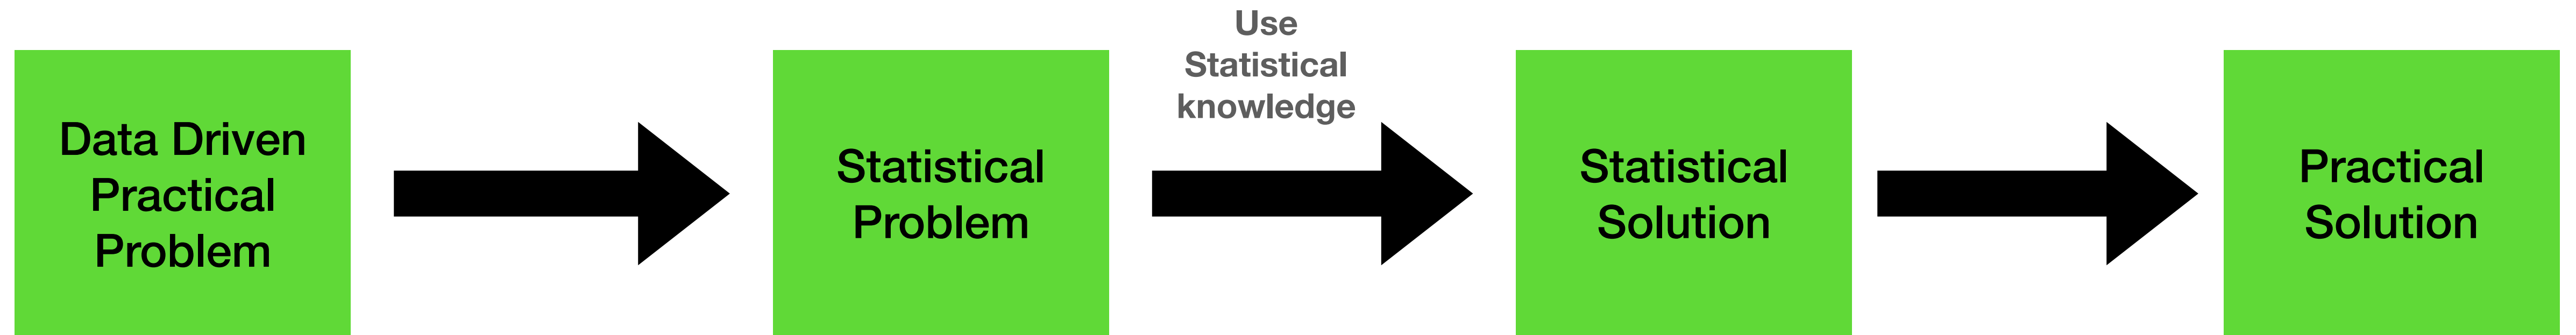 Data Driven
Practical
Problem
Statistical
Problem
Use
Statistical
knowledge
Statistical
Solution
Practical
Solution